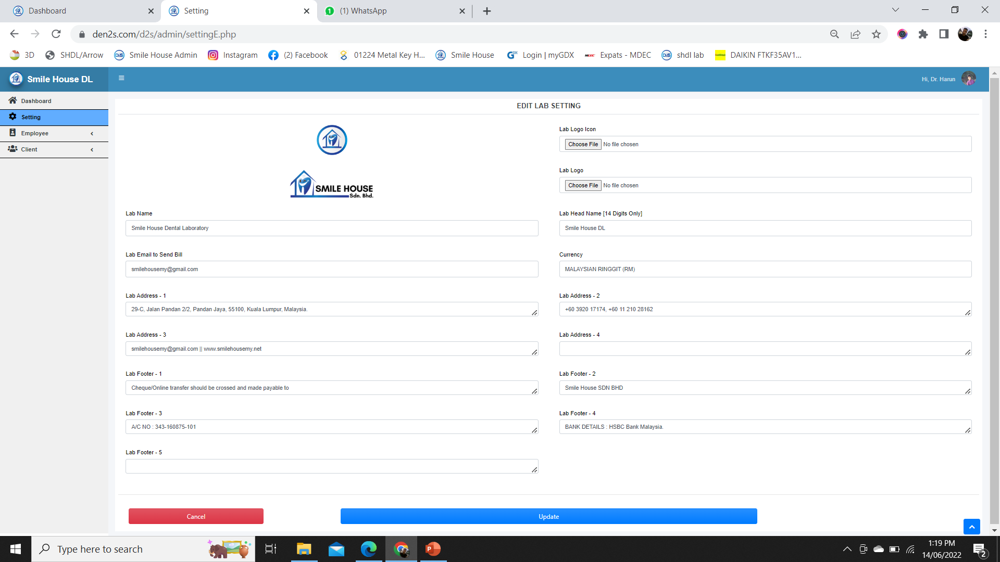 Dashboard
Setting
(1) WhatsApp
den2s.com/d2s/admin/settingE.php
3D
SHDL/Arrow
Smile House Admin
Instagram
(2) Facebook
01224 Metal Key H...
Smile House
Login | myGDX
Expats - MDEC
shdl lab
DAIKIN FTKF35AV1...
Smile House DL
Hi, Dr. Harun
Dashboard
Setting
Employee
Client
EDIT LAB SETTING
Lab Logo Icon
Choose File No file chosen
Lab Logo
Choose File No file chosen
SMILE HOUSE
Sdn. Bhd.
Lab Name
Smile House Dental Laboratory
Lab Head Name [14 Digits Only]
Smile House DL
Lab Email to Send Bill
smilehousemy@gmail.com
Currency
MALAYSIAN RINGGIT (RM)
Lab Address - 1
29-C, Jalan Pandan 2/2, Pandan Jaya, 55100, Kuala Lumpur, Malaysia.
Lab Address - 2
+60 3920 17174, +60 11 210 28162
Lab Address - 3
smilehousemy@gmail.com || www.smilehousemy.net
Lab Address - 4
Lab Footer - 1
Cheque/Online transfer should be crossed and made payable to
Lab Footer - 2
Smile House SDN BHD
Lab Footer - 3
A/C NO : 343-160875-101
Lab Footer - 4
BANK DETAILS : HSBC Bank Malaysia.
Lab Footer - 5
Cancel
Update
Type here to search
1:19 PM
14/06/2022
2